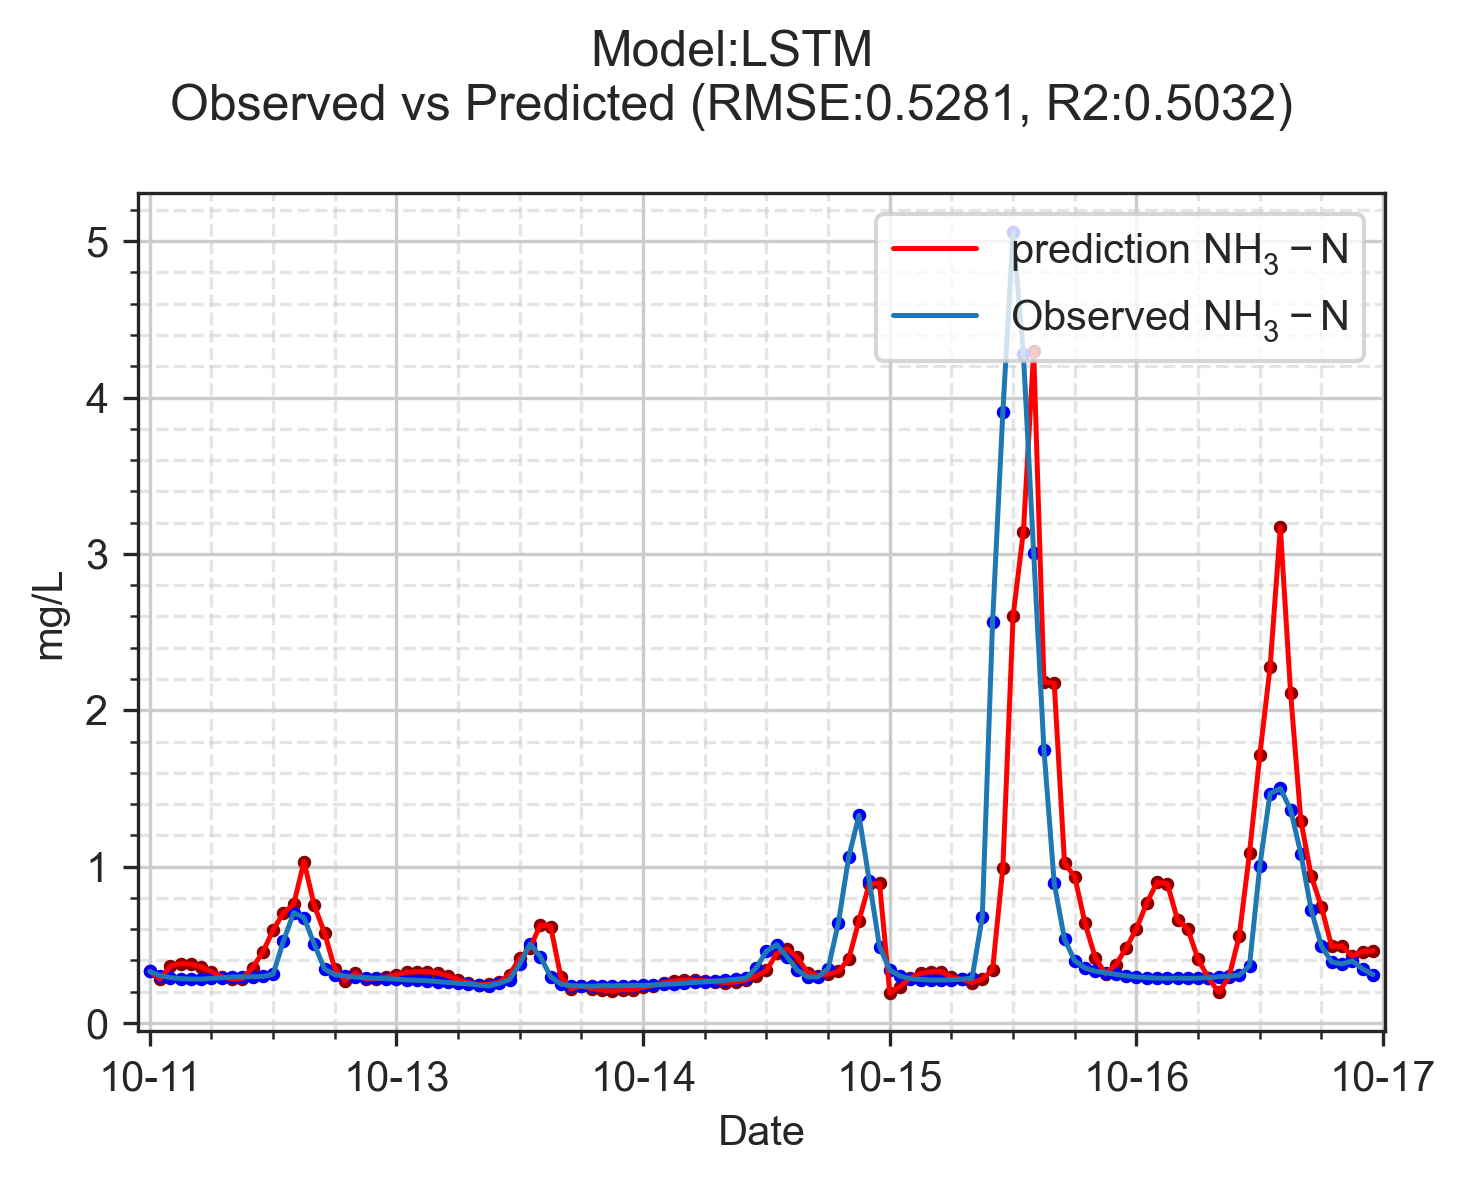 Model:LSTM
Observed vs Predicted (RMSE:0.5281, R2:0.5032)
prediction NH₃ − N
Observed NH₃ − N
5
4
3
2
1
0
mg/L
10-11 10-13 10-14 10-15 10-16 10-17
Date